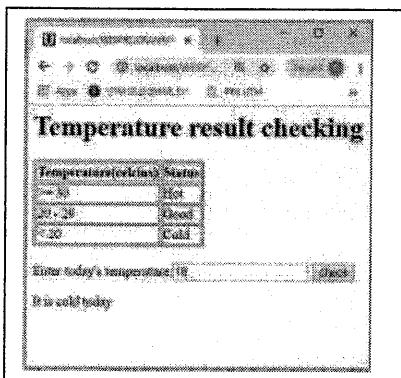 Temperature result checking
Temperature(celcius) Status
>= 30 Hot
20 - 29 Good
< 20 Cold
Enter today's temperature: check
It is cold today